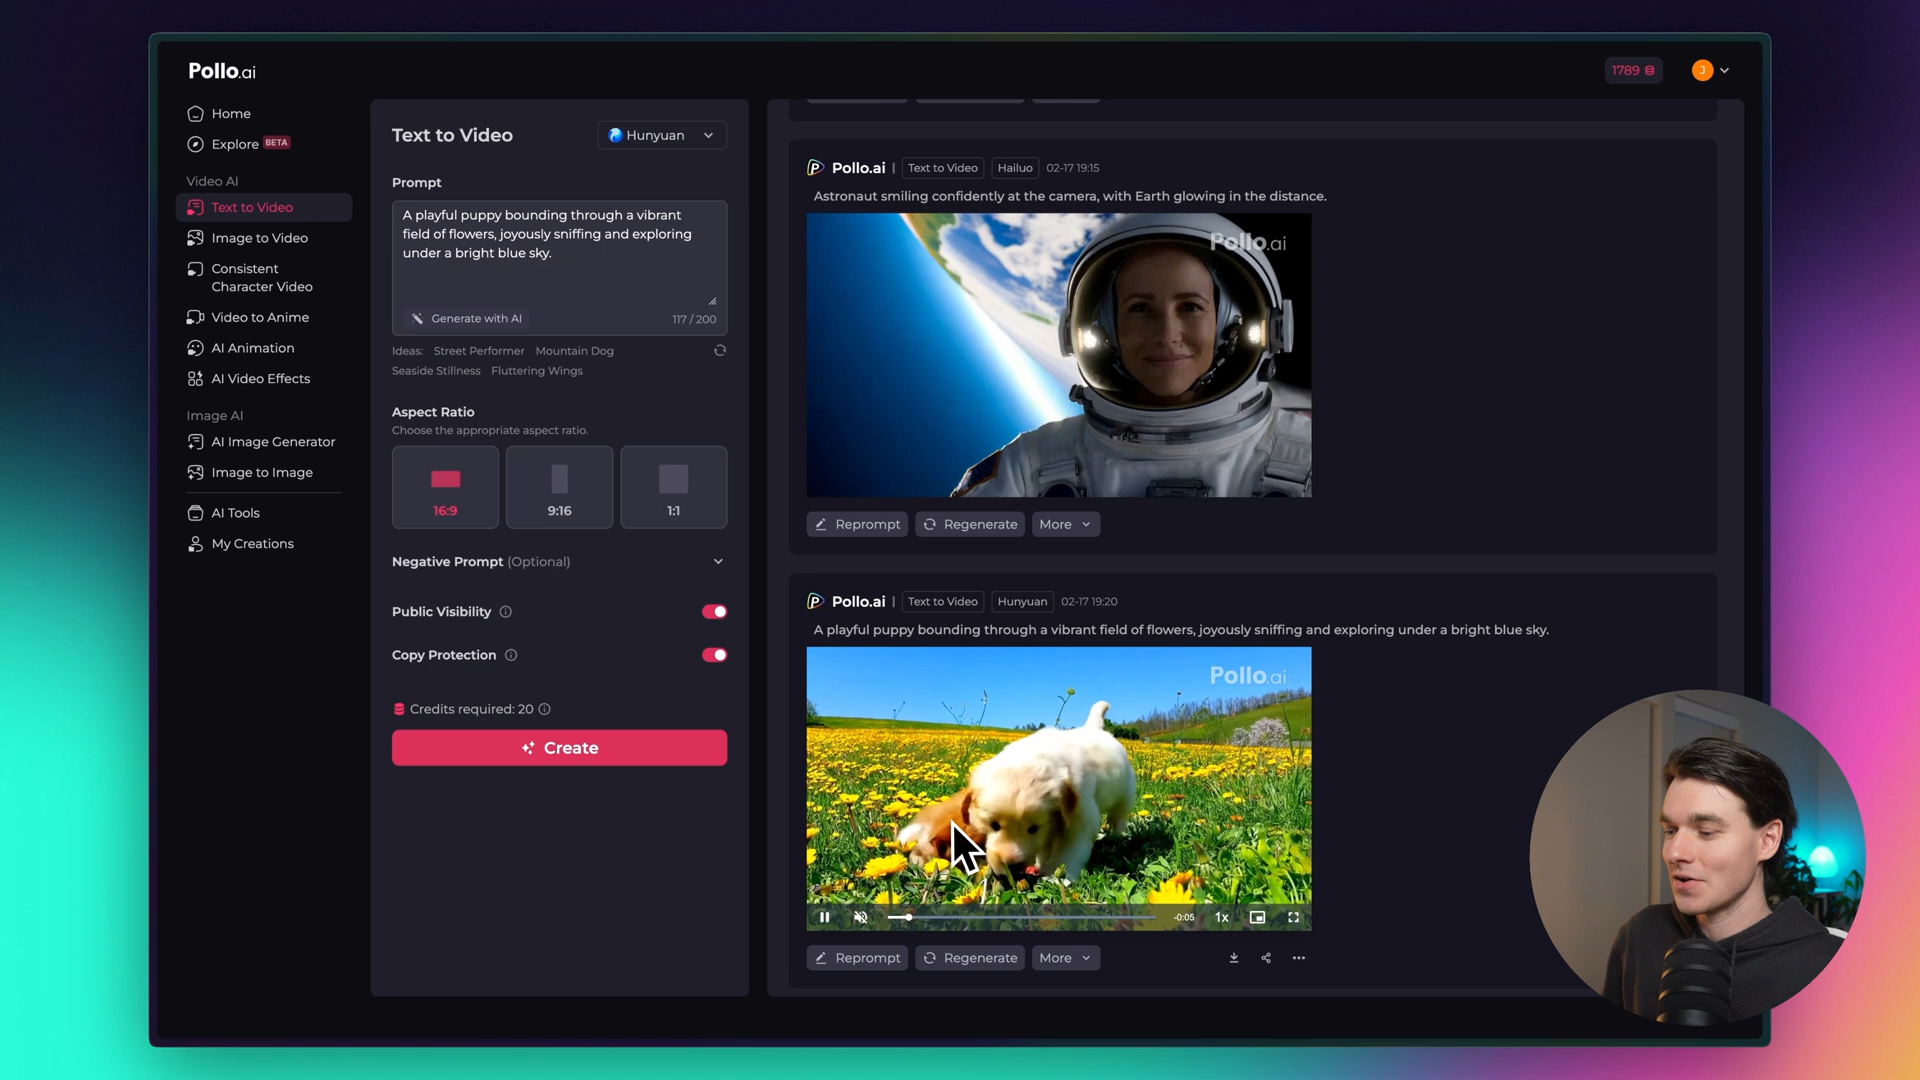 Pollo.ai
1789
J
Home
Explore BETA
Video AI
Text to Video
Image to Video
Consistent
Character Video
Video to Anime
AI Animation
AI Video Effects
Image AI
AI Image Generator
Image to Image
AI Tools
My Creations
Text to Video
Hunyuan
Prompt
A playful puppy bounding through a vibrant
field of flowers, joyously sniffing and exploring
under a bright blue sky.
Generate with AI
117 / 200
Ideas: Street Performer Mountain Dog
Seaside Stillness Fluttering Wings
Aspect Ratio
Choose the appropriate aspect ratio.
16:9
9:16
1:1
Negative Prompt (Optional)
Public Visibility
Copy Protection
Credits required: 20
Create
Pollo.ai | Text to Video Hailuo 02-17 19:15
Astronaut smiling confidently at the camera, with Earth glowing in the distance.
Pollo.ai
Reprompt
Regenerate
More
Pollo.ai | Text to Video Hunyuan 02-17 19:20
A playful puppy bounding through a vibrant field of flowers, joyously sniffing and exploring under a bright blue sky.
Pollo.ai
-0:05
1x
Reprompt
Regenerate
More